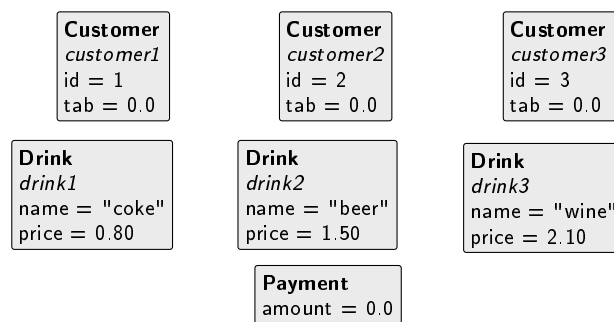 Customer
customer1
id = 1
tab = 0.0
Customer
customer2
id = 2
tab = 0.0
Customer
customer3
id = 3
tab = 0.0
Drink
drink1
name = "coke"
price = 0.80
Drink
drink2
name = "beer"
price = 1.50
Drink
drink3
name = "wine"
price = 2.10
Payment
amount = 0.0